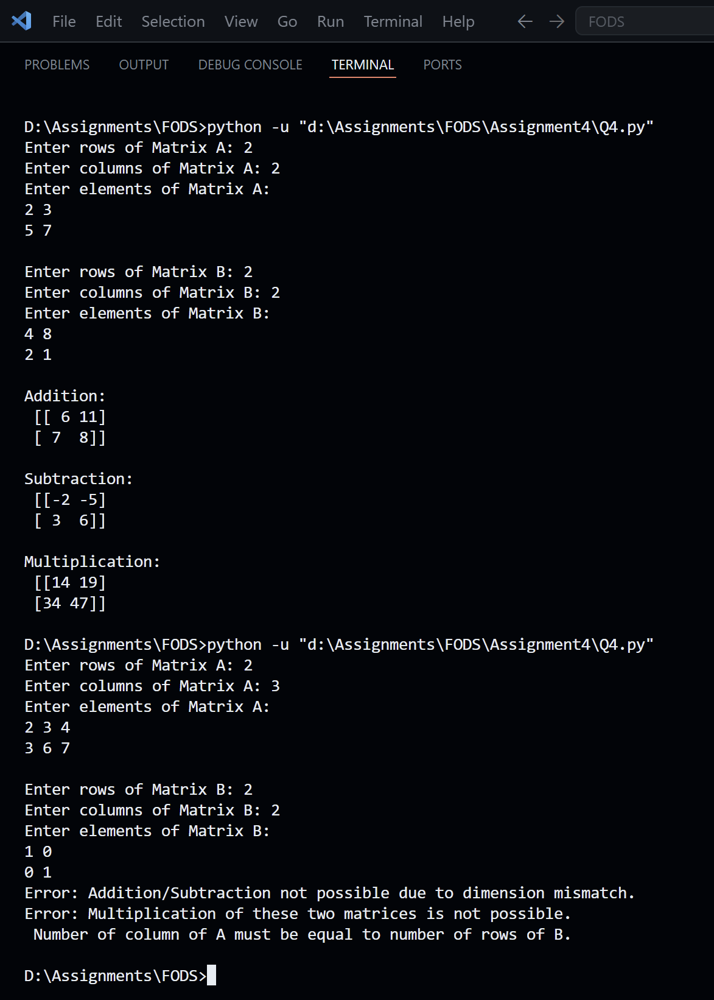 File Edit Selection View Go Run Terminal Help ← → FODS
PROBLEMS OUTPUT DEBUG CONSOLE TERMINAL PORTS
D:\Assignments\FODS>python -u "d:\Assignments\FODS\Assignment4\Q4.py"
Enter rows of Matrix A: 2
Enter columns of Matrix A: 2
Enter elements of Matrix A:
2 3
5 7

Enter rows of Matrix B: 2
Enter columns of Matrix B: 2
Enter elements of Matrix B:
4 8
2 1

Addition:
 [[ 6 11]
 [ 7  8]]

Subtraction:
 [[-2 -5]
 [ 3  6]]

Multiplication:
 [[14 19]
 [34 47]]

D:\Assignments\FODS>python -u "d:\Assignments\FODS\Assignment4\Q4.py"
Enter rows of Matrix A: 2
Enter columns of Matrix A: 3
Enter elements of Matrix A:
2 3 4
3 6 7

Enter rows of Matrix B: 2
Enter columns of Matrix B: 2
Enter elements of Matrix B:
1 0
0 1
Error: Addition/Subtraction not possible due to dimension mismatch.
Error: Multiplication of these two matrices is not possible.
 Number of column of A must be equal to number of rows of B.

D:\Assignments\FODS>